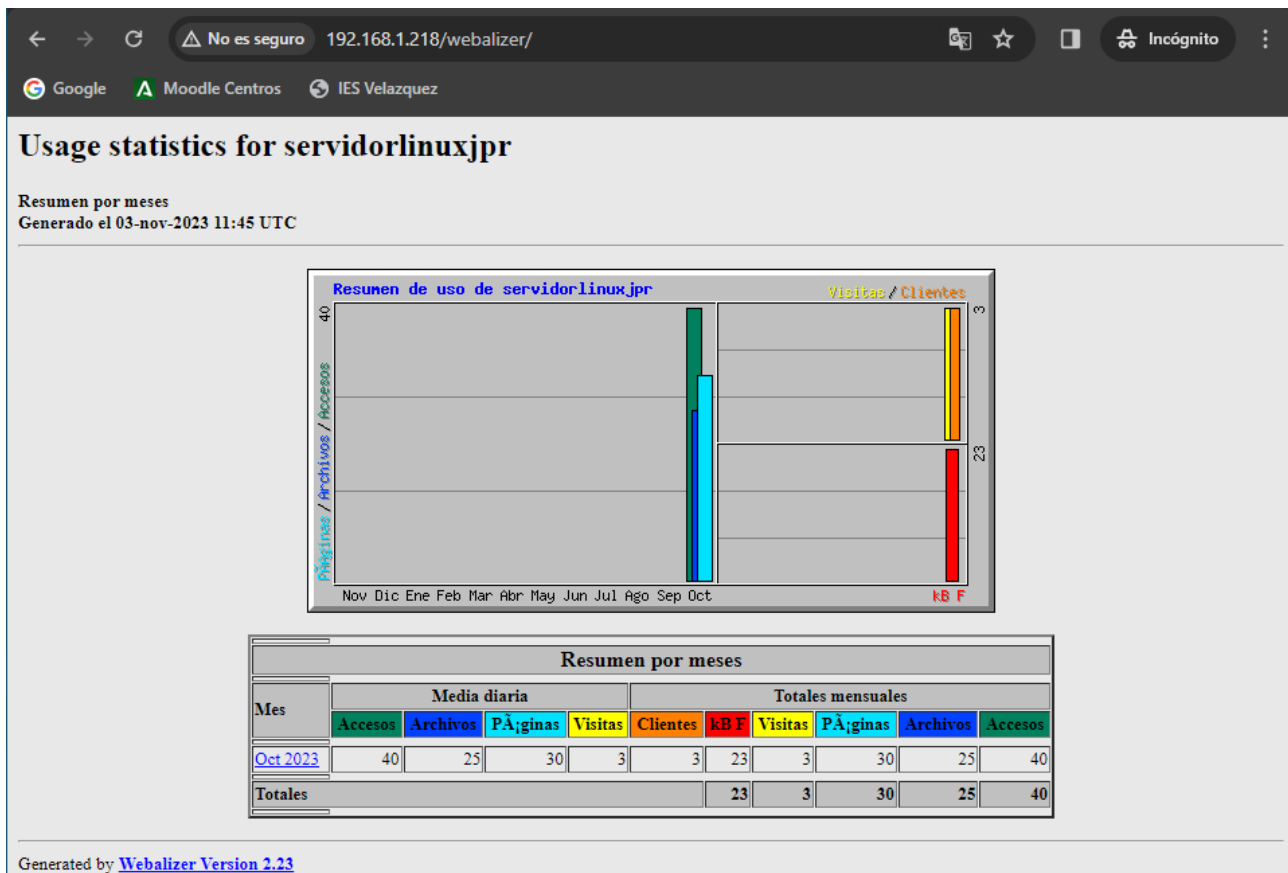 No es seguro 192.168.1.218/webalizer/ Incógnito
Google Moodle Centros IES Velazquez
Usage statistics for servidorlinuxjpr
Resumen por meses
Generado el 03-nov-2023 11:45 UTC
Resumen de uso de servidorlinuxjpr
Visitas / Clientes
40
3
PÃÁginas / Archivos / Accesos
23
Nov Dic Ene Feb Mar Abr May Jun Jul Ago Sep Oct
kB F
Resumen por meses
Mes Media diaria Totales mensuales
Accesos Archivos PÃ¡ginas Visitas Clientes kB F Visitas PÃ¡ginas Archivos Accesos
Oct 2023 40 25 30 3 3 23 3 30 25 40
Totales 23 3 30 25 40
Generated by Webalizer Version 2.23